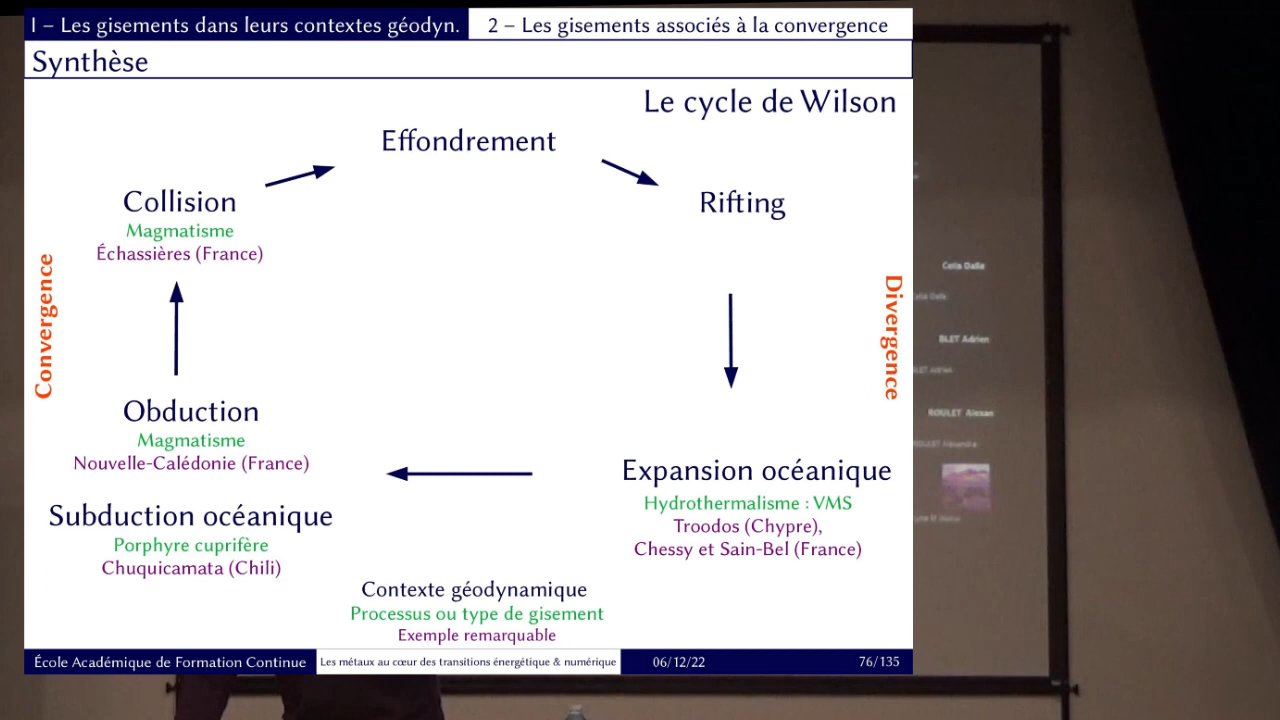 I – Les gisements dans leurs contextes géodyn.
2 – Les gisements associés à la convergence
Synthèse
Le cycle de Wilson
Effondrement
Collision
Magmatisme
Échassières (France)
Rifting
Convergence
Divergence
Obduction
Magmatisme
Nouvelle-Calédonie (France)
Subduction océanique
Porphyre cuprifère
Chuquicamata (Chili)
Expansion océanique
Hydrothermalisme : VMS
Troodos (Chypre),
Chessy et Sain-Bel (France)
Contexte géodynamique
Processus ou type de gisement
Exemple remarquable
École Académique de Formation Continue
Les métaux au cœur des transitions énergétique & numérique
06/12/22
76/135
BLET Adrien